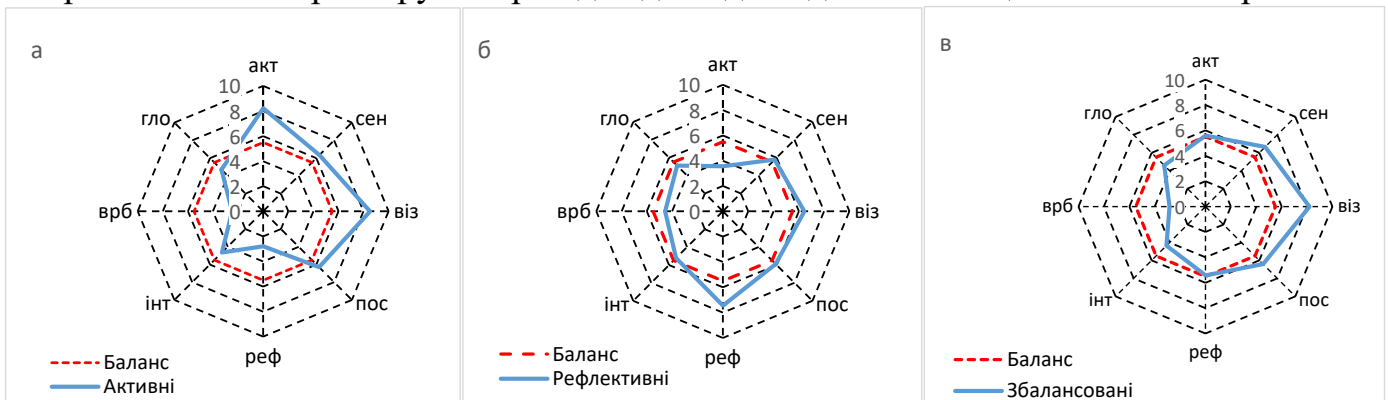 а
акт
10
8
6
4
2
0
гло
сен
врб
віз
інт
пос
реф
Баланс
Активні
б
акт
10
8
6
4
2
0
гло
сен
врб
віз
інт
пос
реф
Баланс
Рефлективні
в
акт
10
8
6
4
2
0
гло
сен
врб
віз
інт
пос
реф
Баланс
Збалансовані